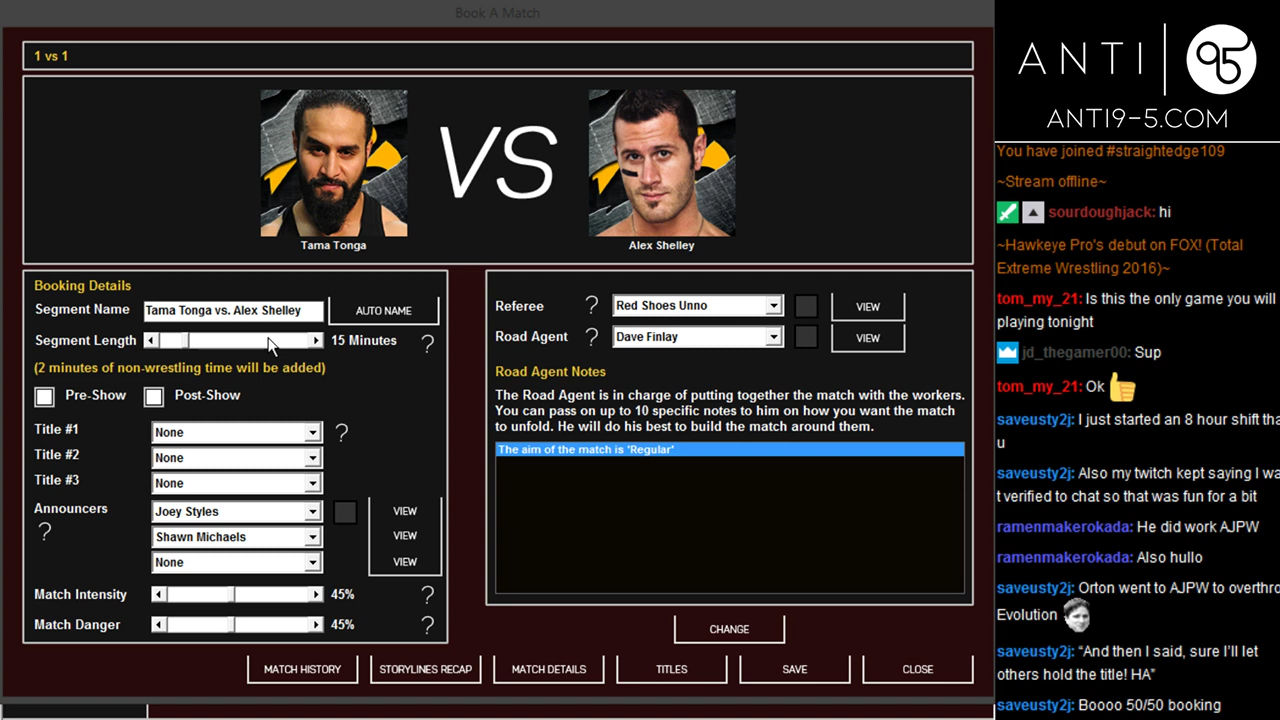 Book A Match
1 vs 1
VS
Tama Tonga
Alex Shelley
Booking Details
Segment Name
Tama Tonga vs. Alex Shelley
AUTO NAME
Segment Length
15 Minutes
?
(2 minutes of non-wrestling time will be added)
Pre-Show
Post-Show
Title #1
None
?
Title #2
None
Title #3
None
Announcers
?
Joey Styles
VIEW
Shawn Michaels
VIEW
None
VIEW
Match Intensity
45%
?
Match Danger
45%
?
Referee
?
Red Shoes Unno
VIEW
Road Agent
?
Dave Finlay
VIEW
Road Agent Notes
The Road Agent is in charge of putting together the match with the workers.
You can pass on up to 10 specific notes to him on how you want the match
to unfold. He will do his best to build the match around them.
The aim of the match is 'Regular'
CHANGE
MATCH HISTORY
STORYLINES RECAP
MATCH DETAILS
TITLES
SAVE
CLOSE
ANTI 95
ANTI9-5.COM
You have joined #straightedge109
~Stream offline~
sourdoughjack: hi
~Hawkeye Pro's debut on FOX! (Total
Extreme Wrestling 2016)~
tom_my_21: Is this the only game you will
playing tonight
jd_thegamer00: Sup
tom_my_21: Ok
saveusty2j: I just started an 8 hour shift tha
u
saveusty2j: Also my twitch kept saying I wa
t verified to chat so that was fun for a bit
ramenmakerokada: He did work AJPW
ramenmakerokada: Also hullo
saveusty2j: Orton went to AJPW to overthro
Evolution
saveusty2j: “And then I said, sure I’ll let
others hold the title! HA”
saveusty2j: Boooo 50/50 booking